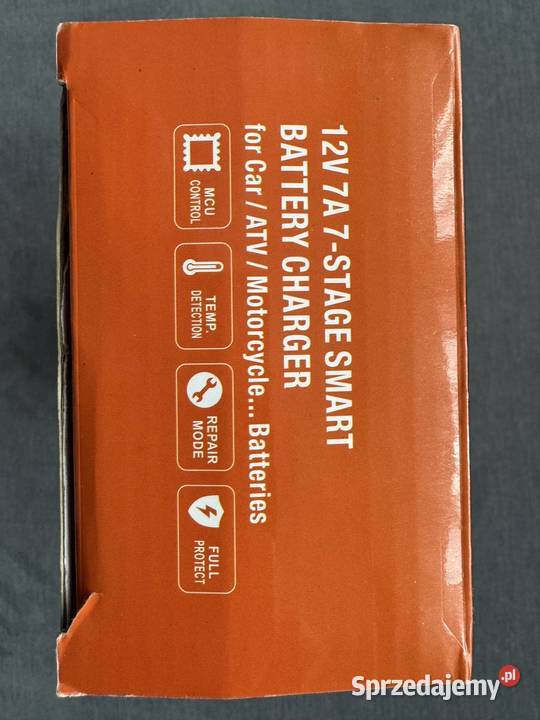 12V 7A 7-STAGE SMART
BATTERY CHARGER
for Car / ATV / Motorcycle... Batteries
MCU
CONTROL
TEMP.
DETECTION
REPAIR
MODE
FULL
PROTECT
Sprzedajemy.pl